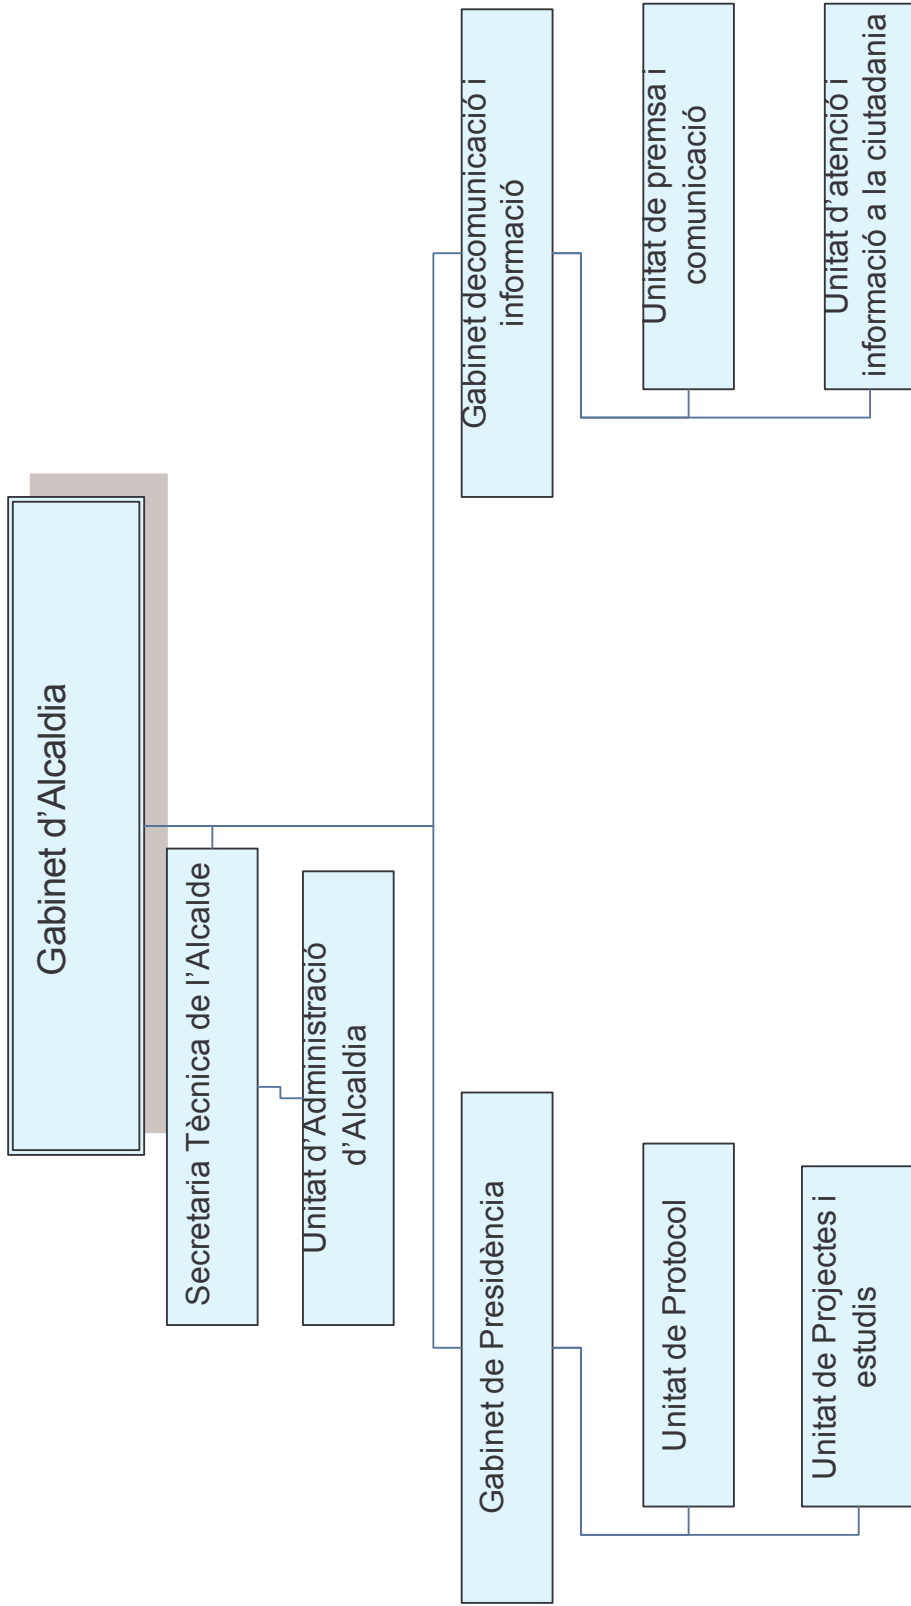 Gabinet d'Alcaldia
Secretaria Tècnica de l'Alcalde
Unitat d'Administració
d'Alcaldia
Gabinet de Presidència
Unitat de Protocol
Unitat de Projectes i
estudis
Gabinet decomunicació i
informació
Unitat de premsa i
comunicació
Unitat d'atenció i
informació a la ciutadania